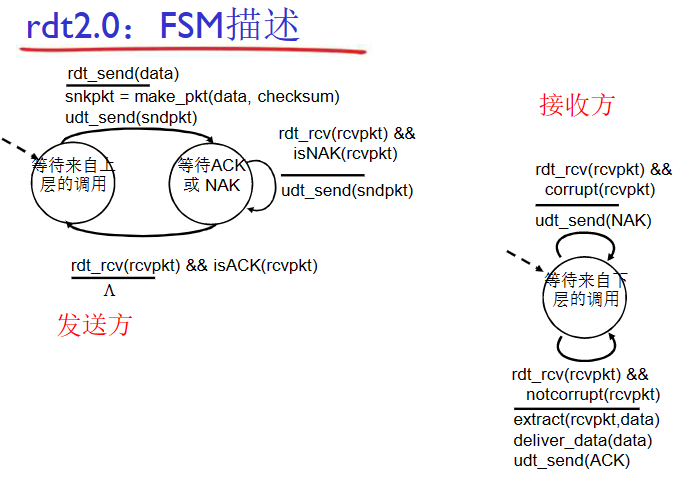 rdt2.0：FSM描述
rdt_send(data)
snkpkt = make_pkt(data, checksum)
udt_send(sndpkt)
等待来自上
层的调用
等待ACK
或 NAK
rdt_rcv(rcvpkt) &&
isNAK(rcvpkt)
udt_send(sndpkt)
rdt_rcv(rcvpkt) && isACK(rcvpkt)
Λ
发送方
接收方
rdt_rcv(rcvpkt) &&
corrupt(rcvpkt)
udt_send(NAK)
等待来自下
层的调用
rdt_rcv(rcvpkt) &&
notcorrupt(rcvpkt)
extract(rcvpkt,data)
deliver_data(data)
udt_send(ACK)